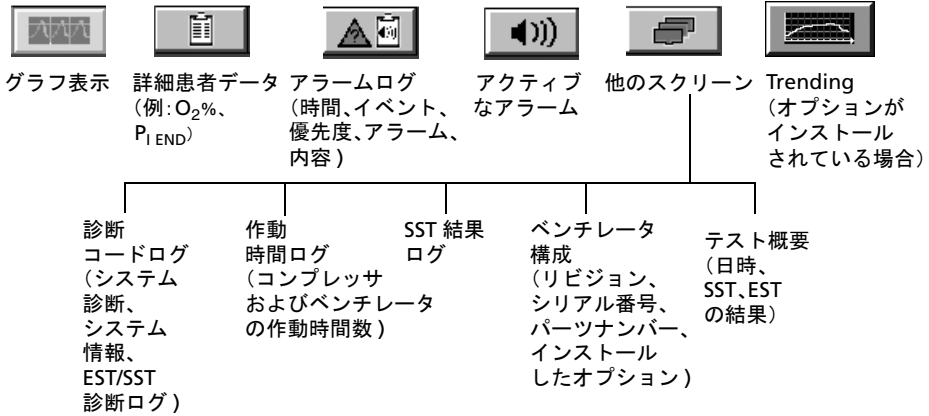 グラフ表示
詳細患者データ
（例：O2%、
PI END）
アラームログ
（時間、イベント、
優先度、アラーム、
内容 )
アクティブ
なアラーム
他のスクリーン
Trending
（オプションが
インストール
されている場合）
診断
コードログ
（システム
診断、
システム
情報、
EST/SST
診断ログ )
作動
時間ログ
（コンプレッサ
およびベンチレータ
の作動時間数 )
SST 結果
ログ
ベンチレータ
構成
（リビジョン、
シリアル番号、
パーツナンバー、
インストール
したオプション )
テスト概要
（日時、
SST、EST
の結果）